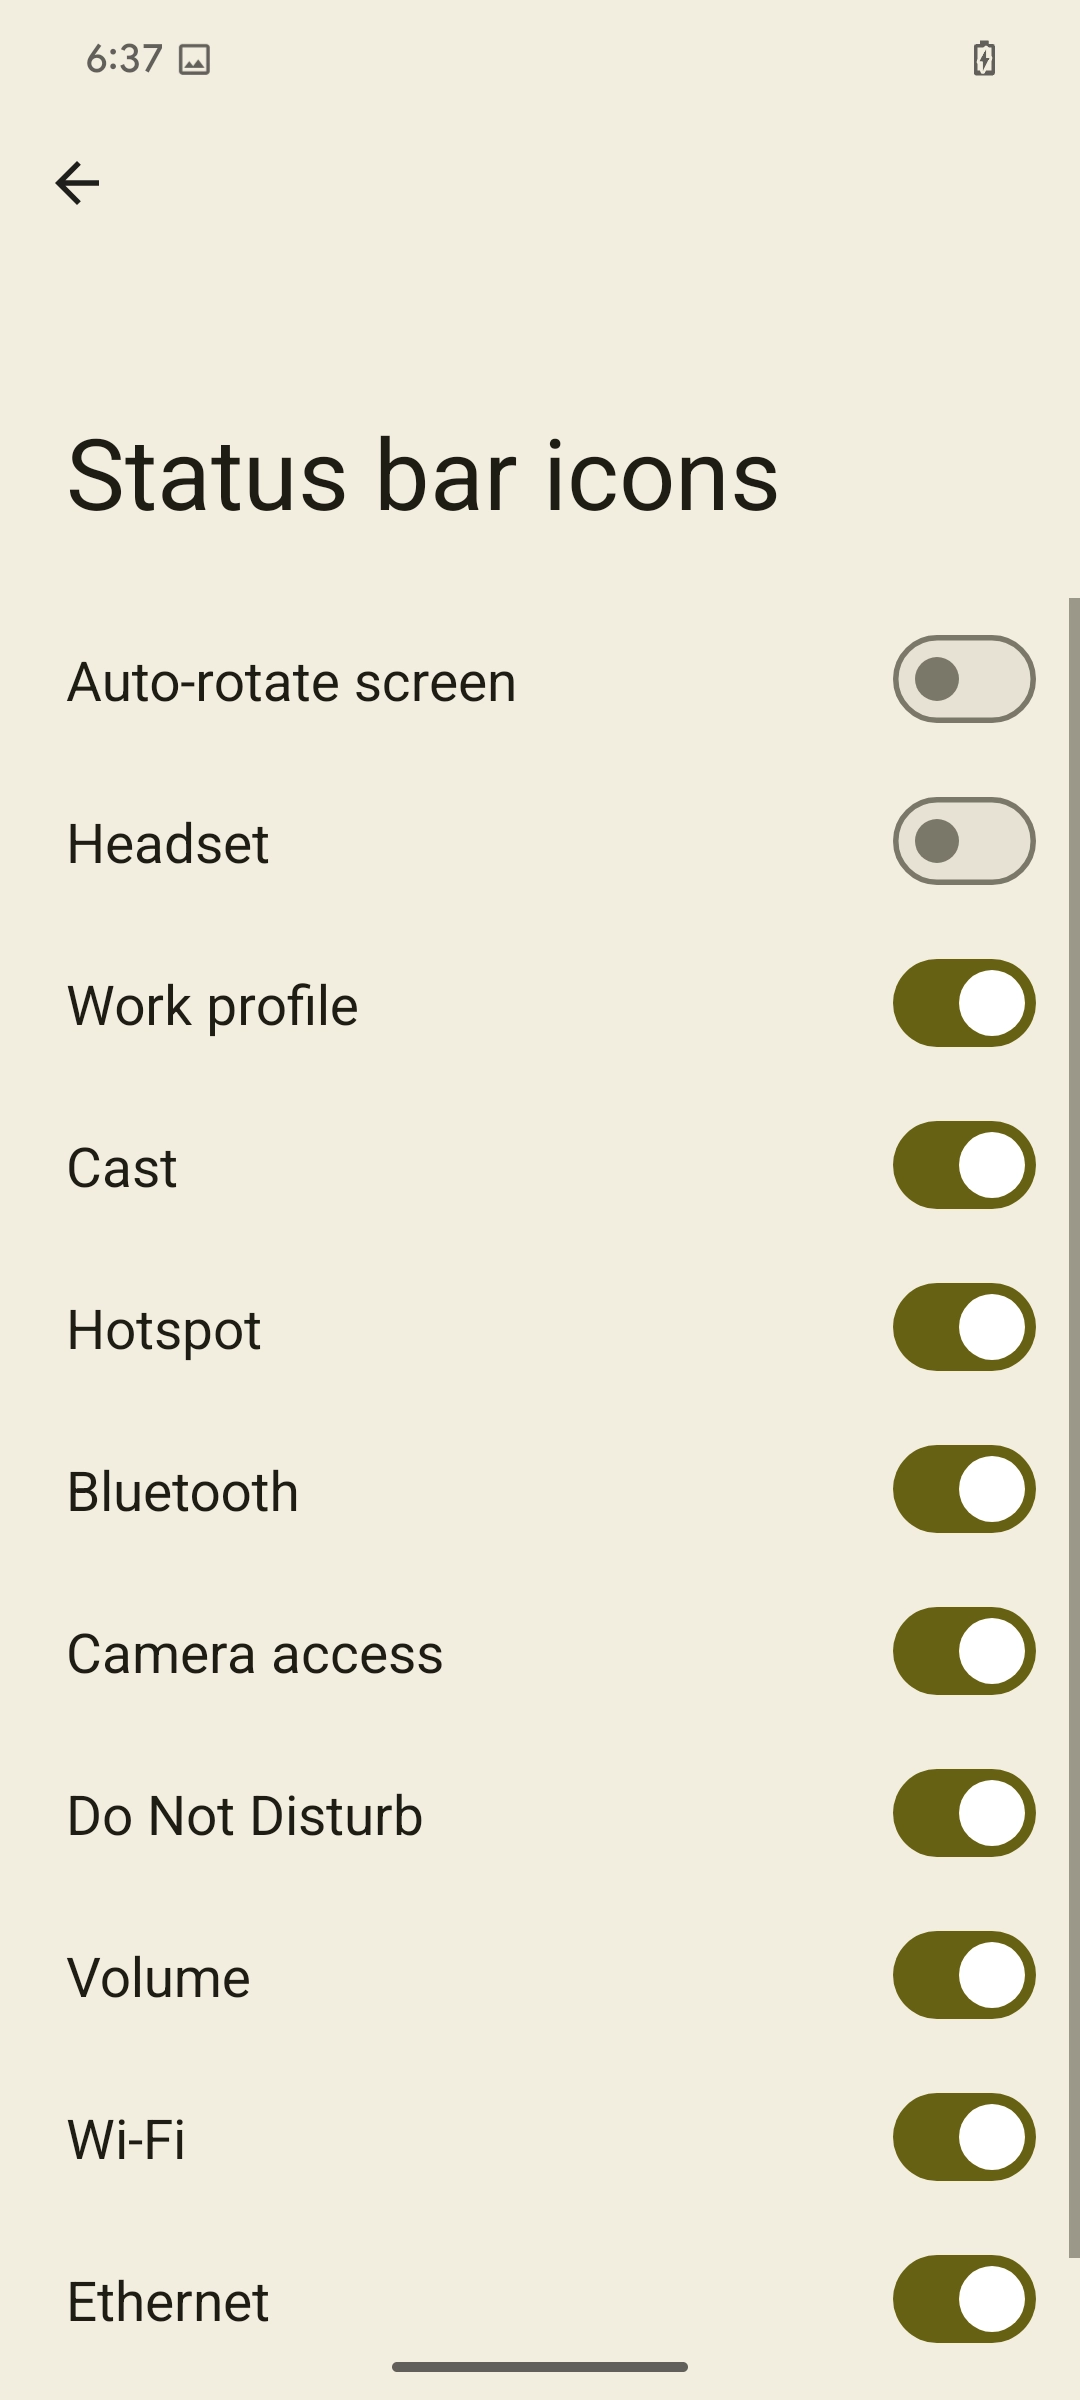 6:37
Status bar icons
Auto-rotate screen
Headset
Work profile
Cast
Hotspot
Bluetooth
Camera access
Do Not Disturb
Volume
Wi-Fi
Ethernet